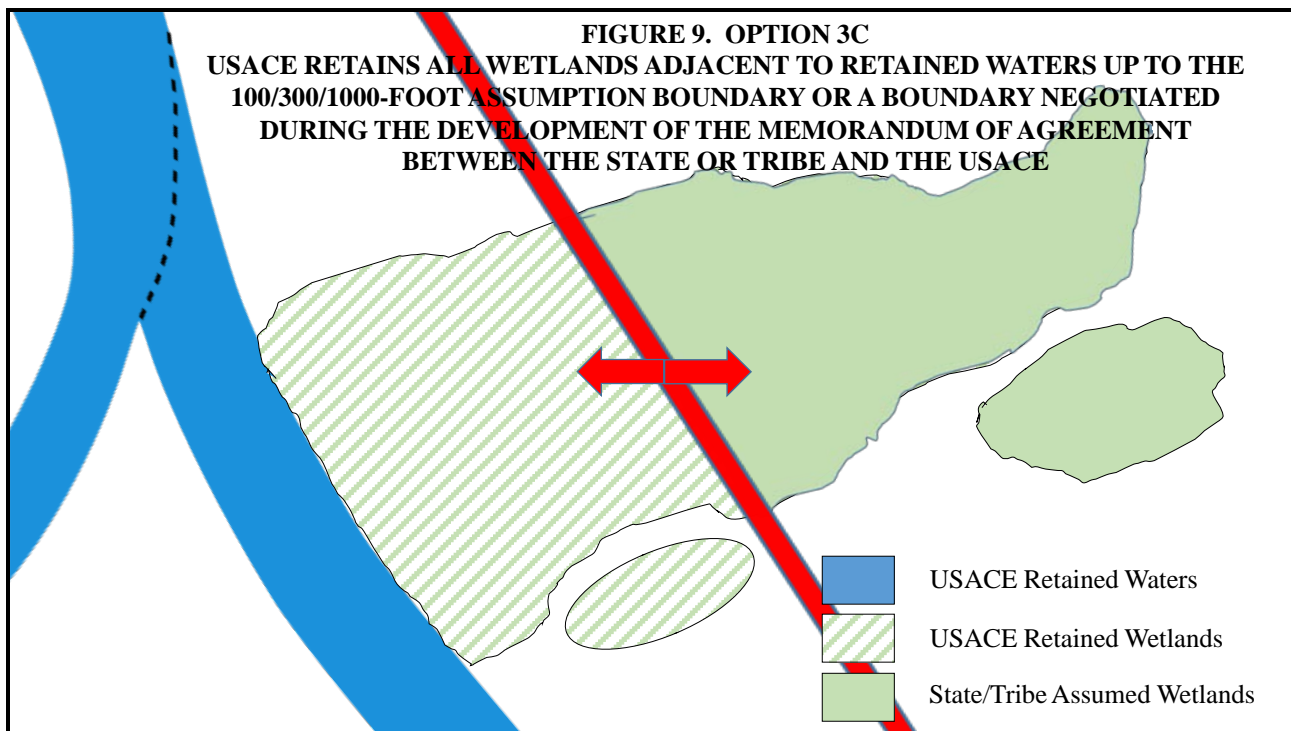 FIGURE 9. OPTION 3C
USACE RETAINS ALL WETLANDS ADJACENT TO RETAINED WATERS UP TO THE
100/300/1000-FOOT ASSUMPTION BOUNDARY OR A BOUNDARY NEGOTIATED
DURING THE DEVELOPMENT OF THE MEMORANDUM OF AGREEMENT
BETWEEN THE STATE OR TRIBE AND THE USACE
USACE Retained Waters
USACE Retained Wetlands
State/Tribe Assumed Wetlands